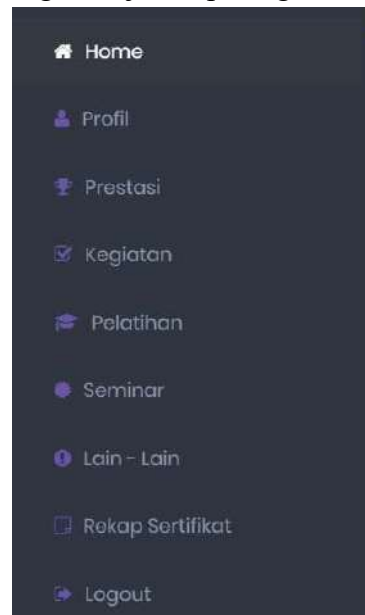 Home
Profil
Prestasi
Kegiatan
Pelatihan
Seminar
Lain - Lain
Rekap Sertifikat
Logout